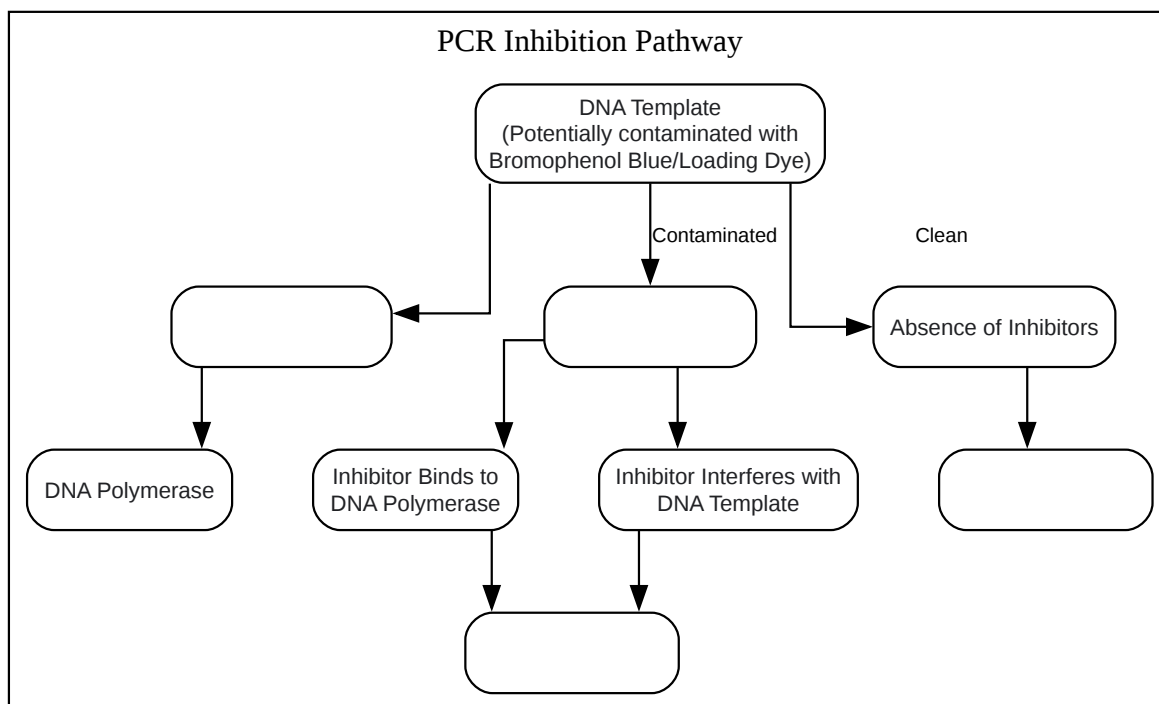 PCR Inhibition Pathway
DNA Template
(Potentially contaminated with
Bromophenol Blue/Loading Dye)
Contaminated
Clean
Absence of Inhibitors
DNA Polymerase
Inhibitor Binds to
DNA Polymerase
Inhibitor Interferes with
DNA Template